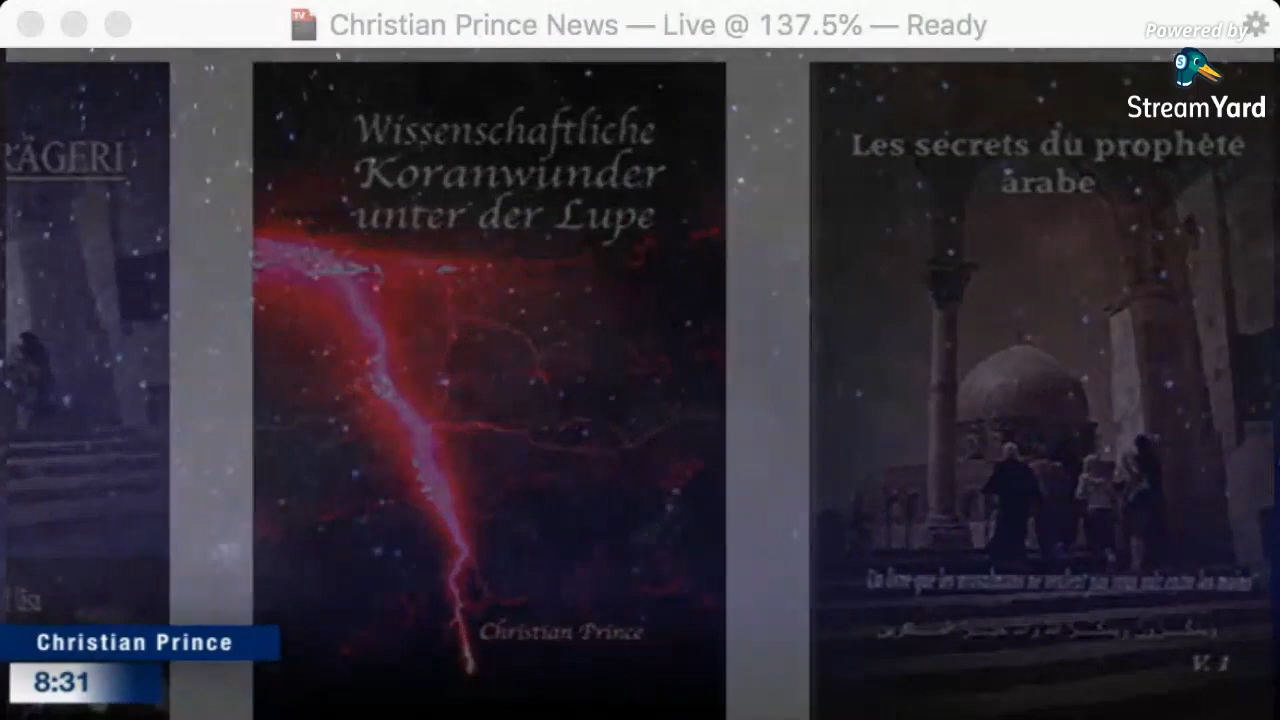 Christian Prince News — Live @ 137.5% — Ready
Powered by
StreamYard
RÄGERI
Wissenschaftliche
Koranwunder
unter der Lupe
Christian Prince
Les secrets du prophète
arabe
V. 1
Christian Prince
8:31